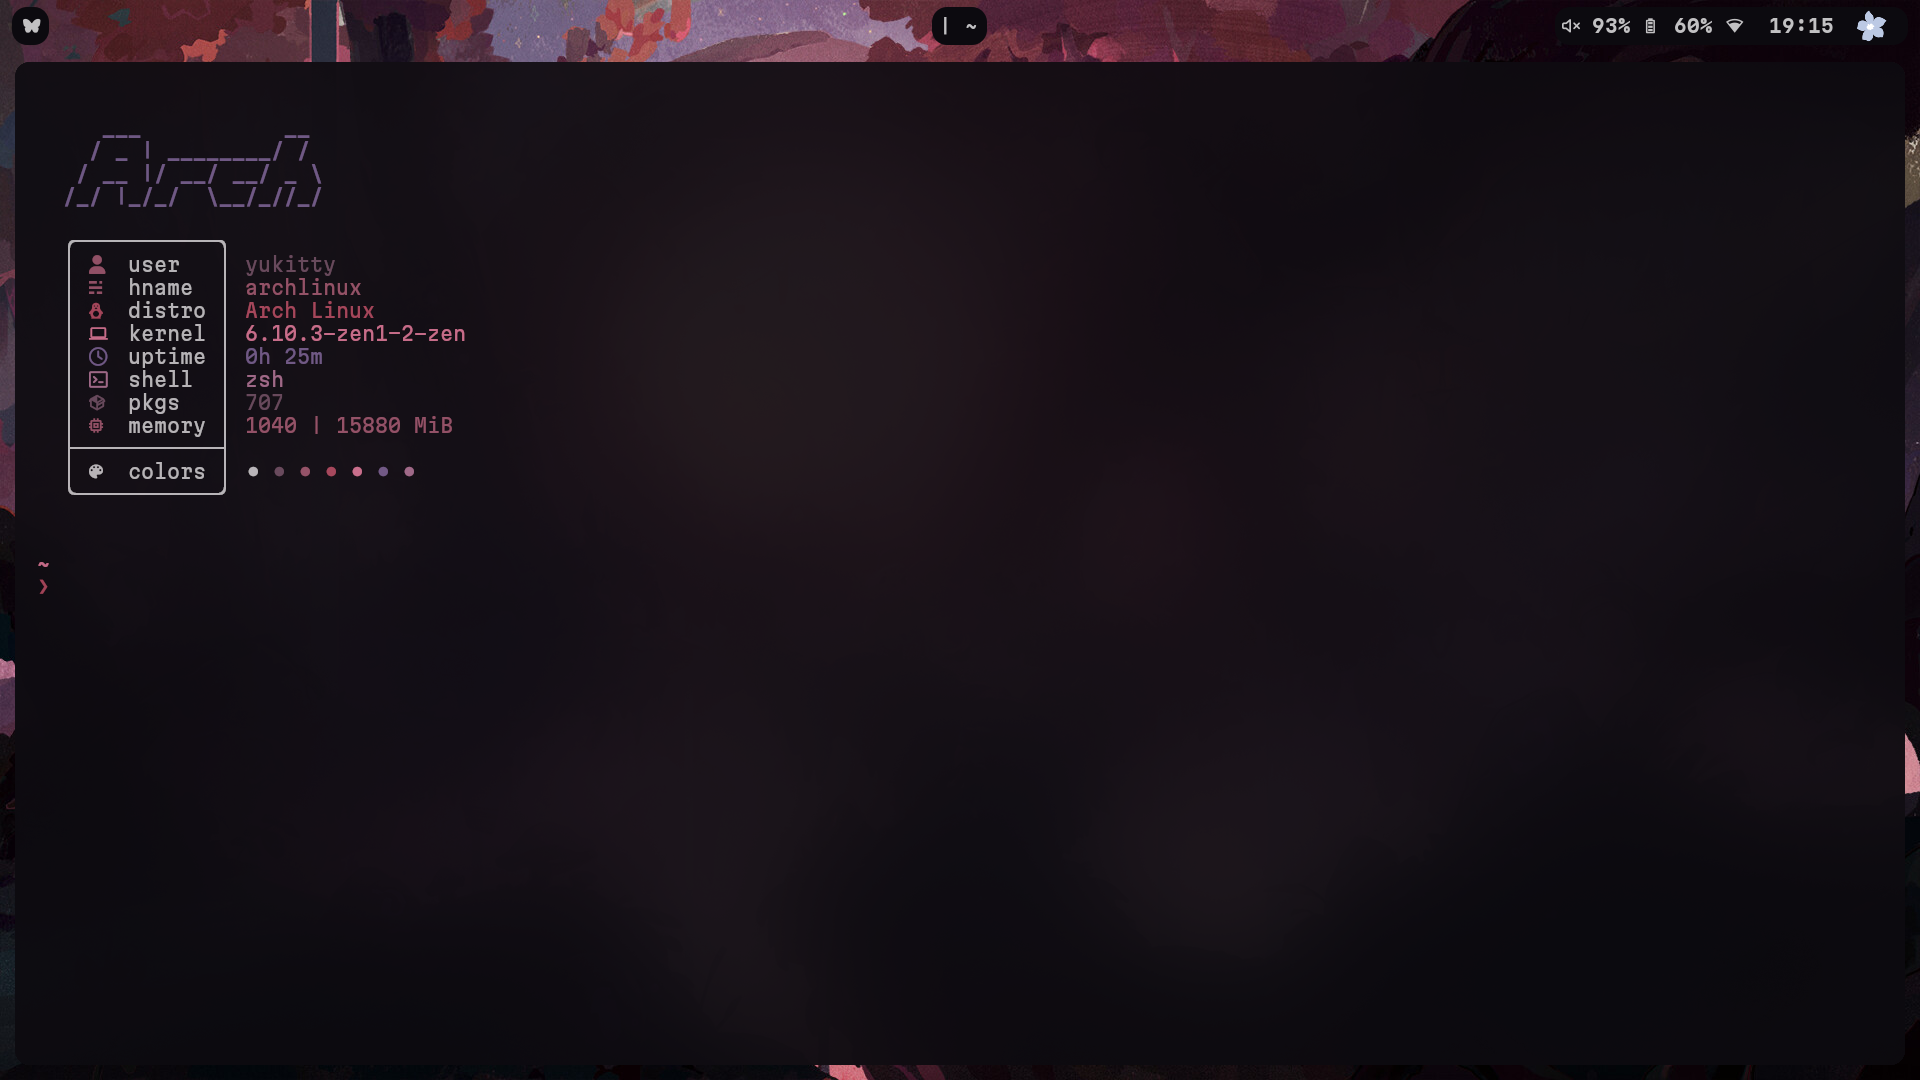 | ~
93% 60% 19:15
Arch
user yukitty
hname archlinux
distro Arch Linux
kernel 6.10.3-zen1-2-zen
uptime 0h 25m
shell zsh
pkgs 707
memory 1040 | 15880 MiB
colors
~
❯